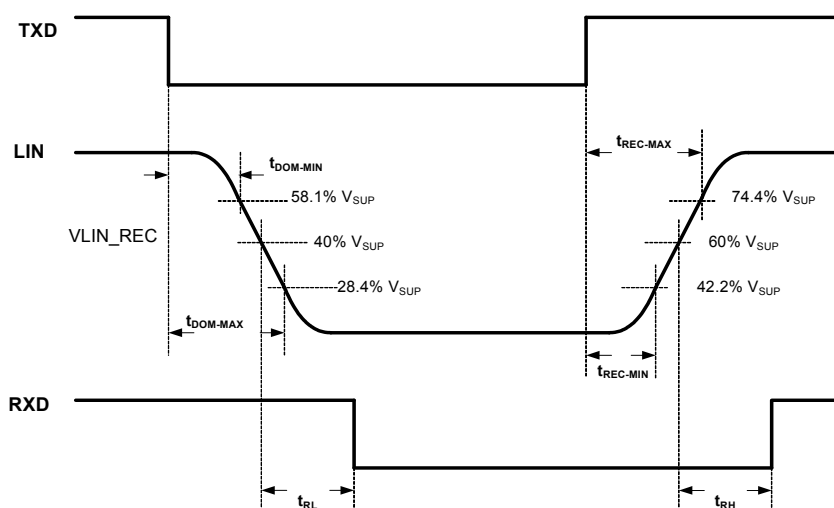 TXD
LIN
tDOM-MIN
tREC-MAX
58.1% VSUP
74.4% VSUP
VLIN_REC
40% VSUP
60% VSUP
28.4% VSUP
42.2% VSUP
tDOM-MAX
tREC-MIN
RXD
tRL
tRH